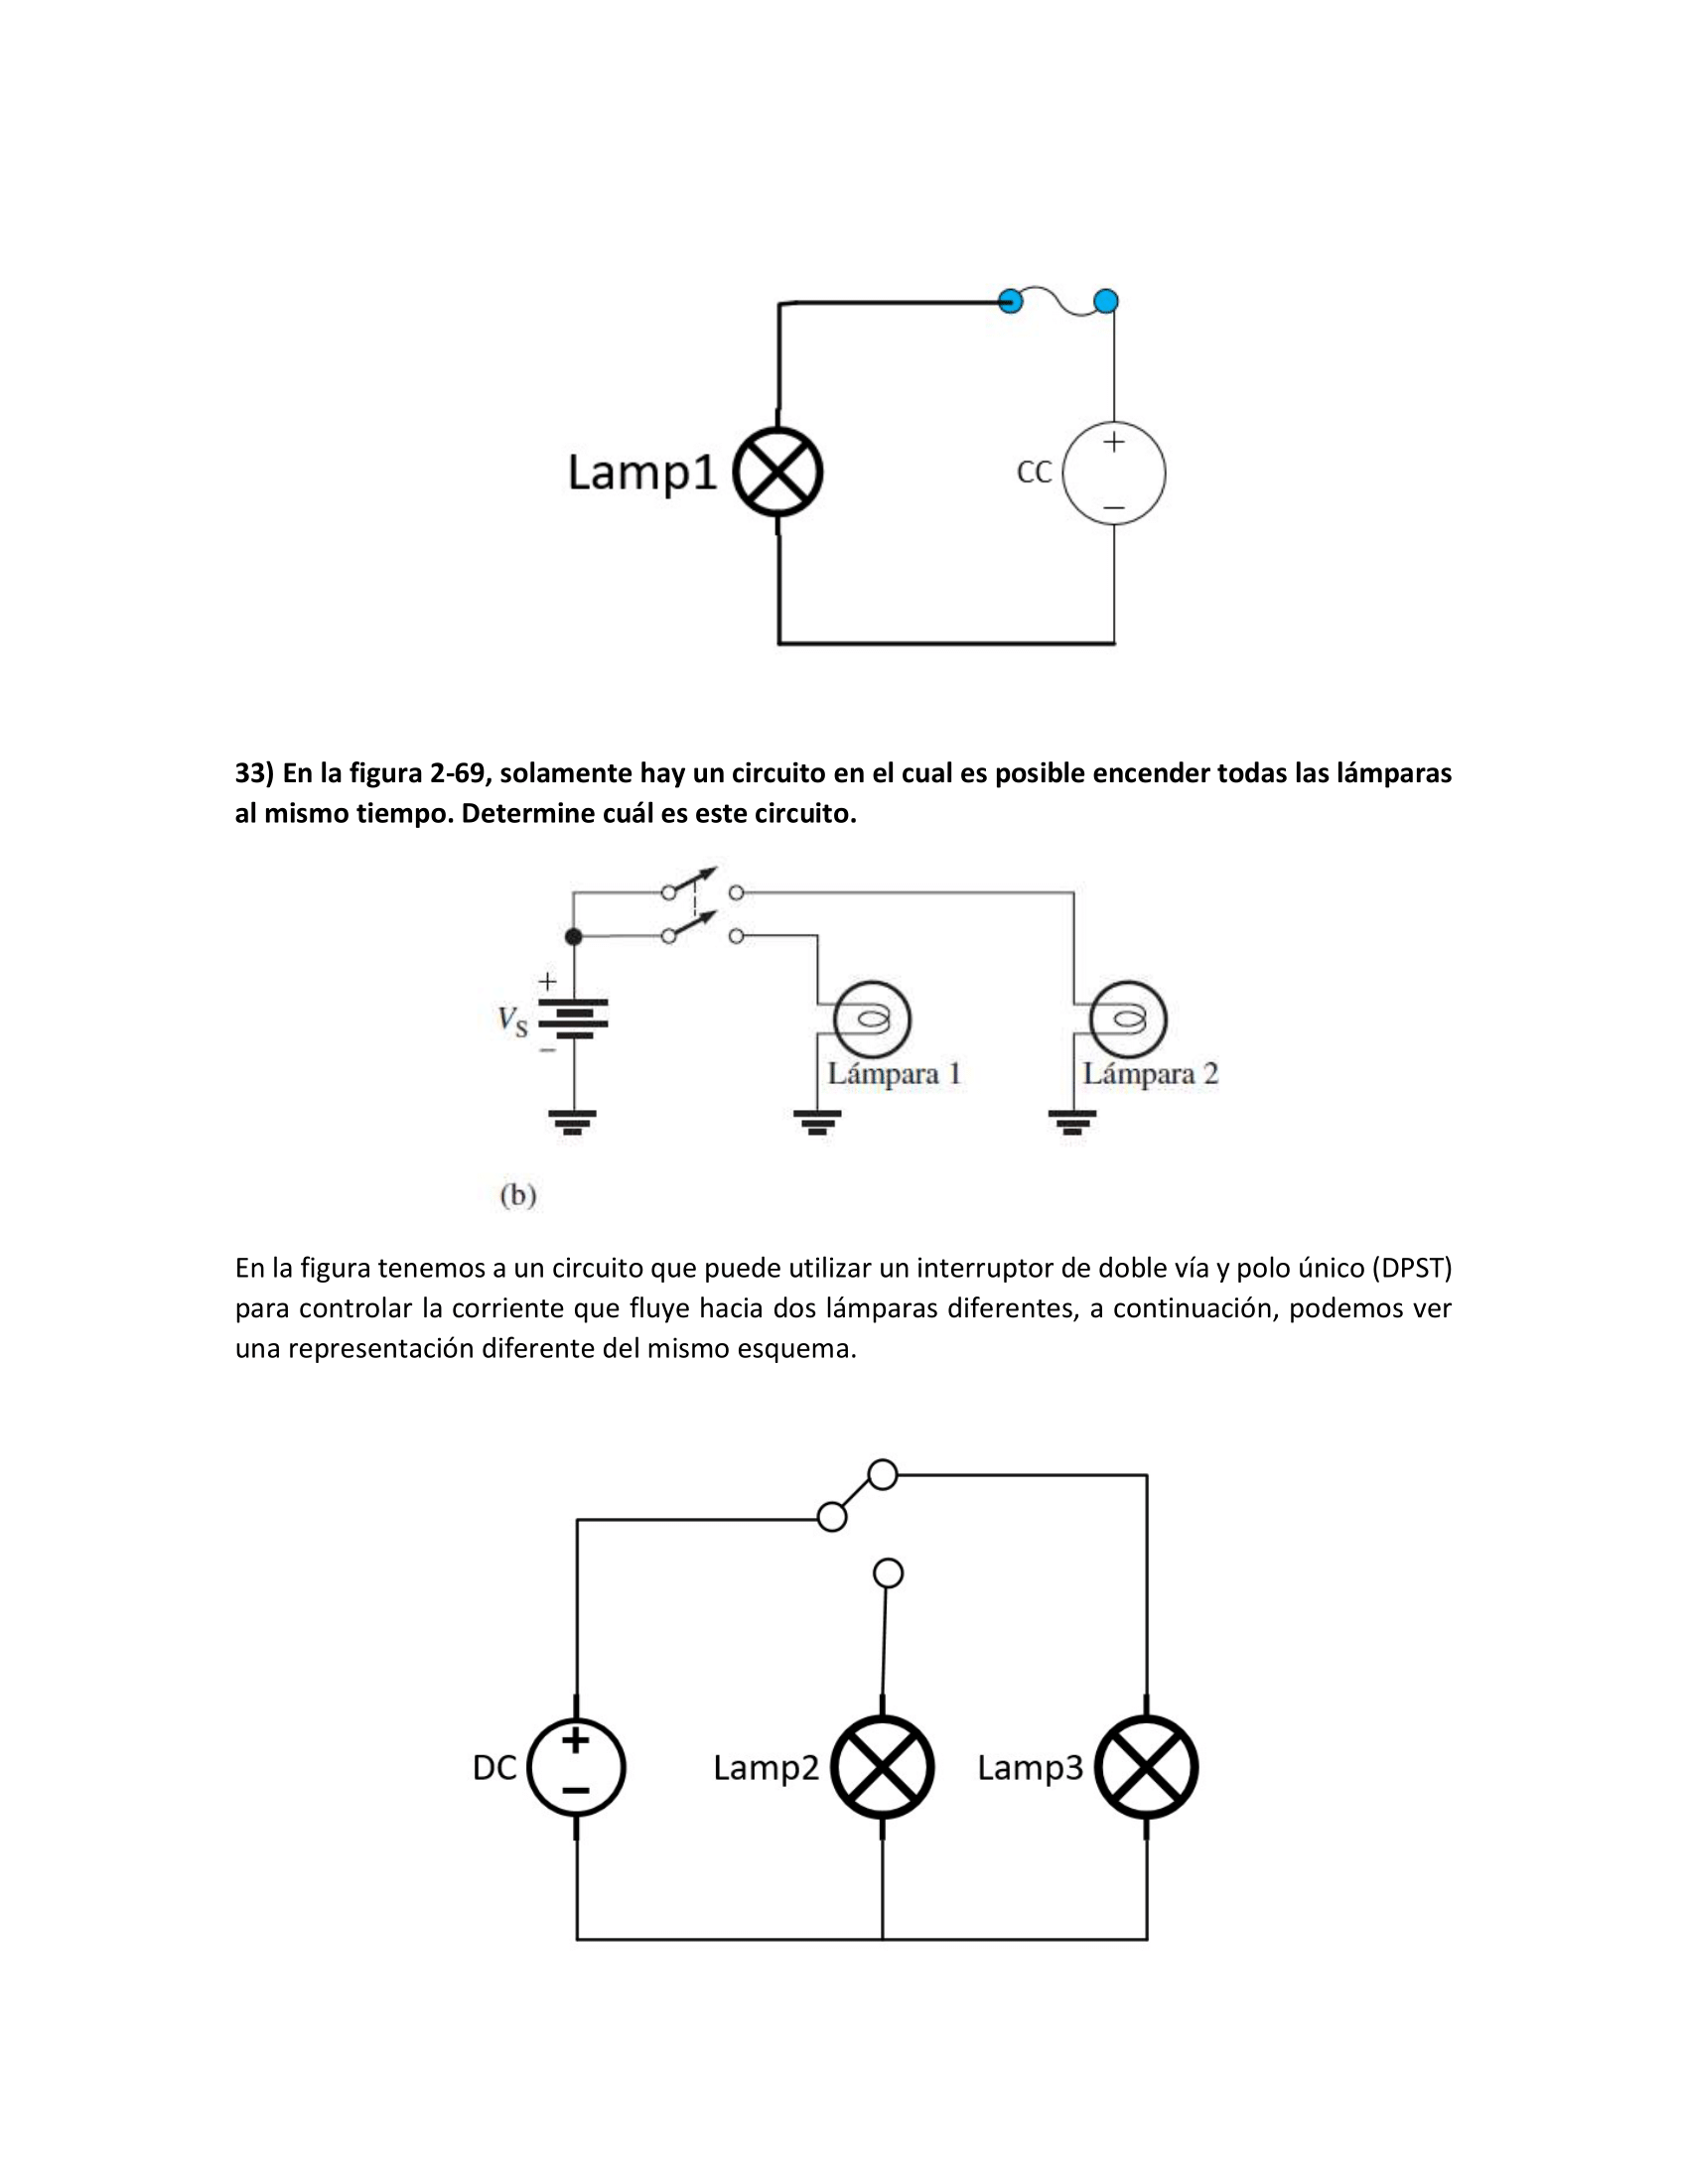 Lamp1
CC
+
−
33) En la figura 2-69, solamente hay un circuito en el cual es posible encender todas las lámparas
al mismo tiempo. Determine cuál es este circuito.
+
VS
−
Lámpara 1
Lámpara 2
(b)
En la figura tenemos a un circuito que puede utilizar un interruptor de doble vía y polo único (DPST)
para controlar la corriente que fluye hacia dos lámparas diferentes, a continuación, podemos ver
una representación diferente del mismo esquema.
DC
+
−
Lamp2
Lamp3